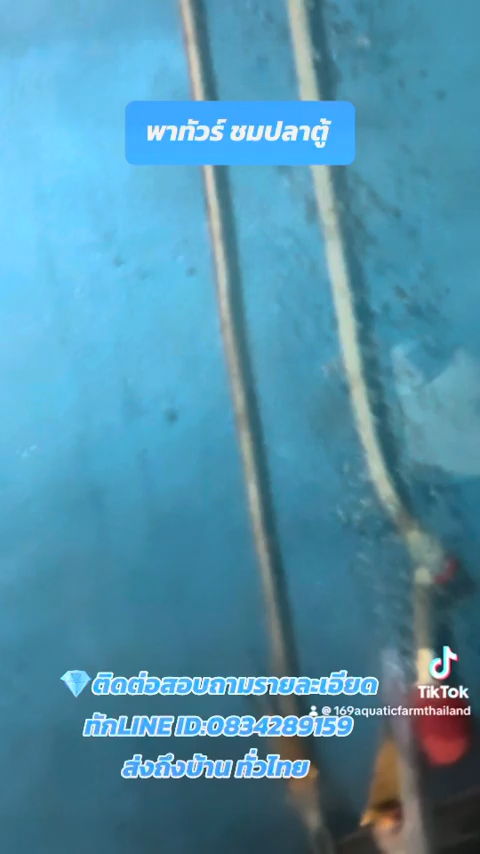 พาทัวร์ ชมปลาตู้
💎ติดต่อสอบถามรายละเอียด
ทักLINE ID:0834289159
ส่งถึงบ้าน ทั่วไทย
TikTok
@169aquaticfarmthailand